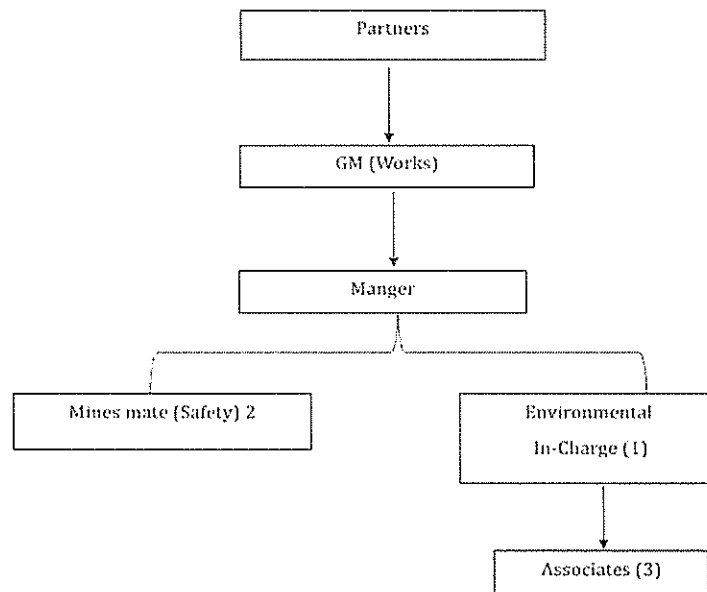 Partners
GM (Works)
Manger
Mines mate (Safety) 2
Environmental
In-Charge (1)
Associates (3)